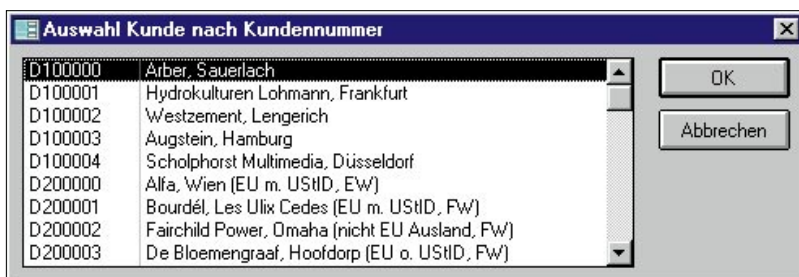 Auswahl Kunde nach Kundennummer
D100000 Arber, Sauerlach
D100001 Hydrokulturen Lohmann, Frankfurt
D100002 Westzement, Lengerich
D100003 Augstein, Hamburg
D100004 Scholphorst Multimedia, Düsseldorf
D200000 Alfa, Wien (EU m. UStID, EW)
D200001 Bourdél, Les Ulix Cedes (EU m. UStID, FW)
D200002 Fairchild Power, Omaha (nicht EU Ausland, FW)
D200003 De Bloemengraaf, Hoofdorp (EU o. UStID, FW)
OK
Abbrechen